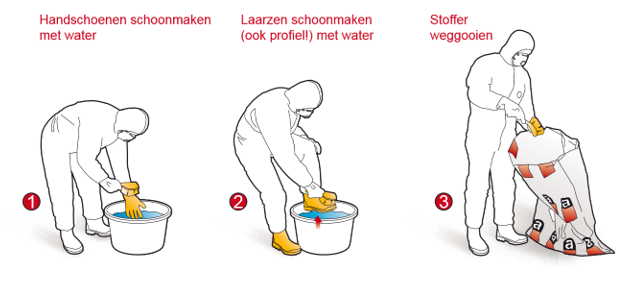 Handschoenen schoonmaken
met water
Laarzen schoonmaken
(ook profiel!) met water
Stoffer
weggooien
1
2
3
a
a
a
a